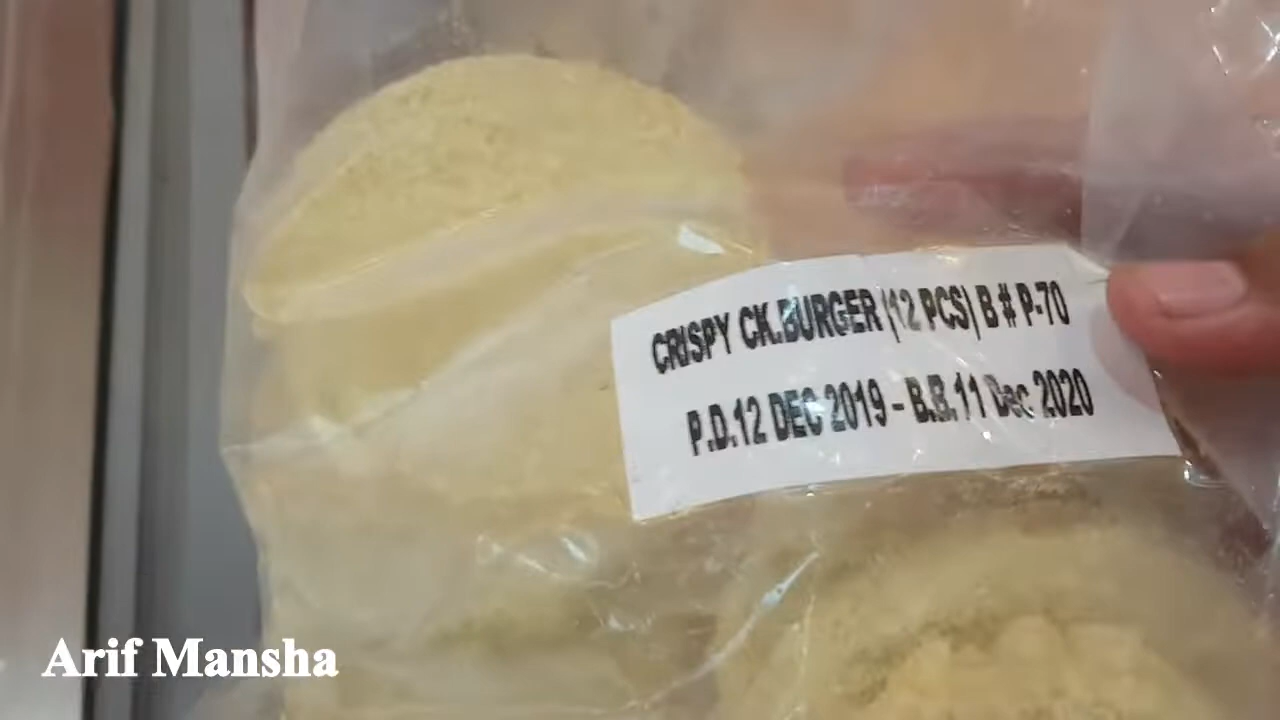 CRISPY CK.BURGER (12 PCS) B # P-70
P.D.12 DEC 2019 - B.B.11 Dec 2020
Arif Mansha